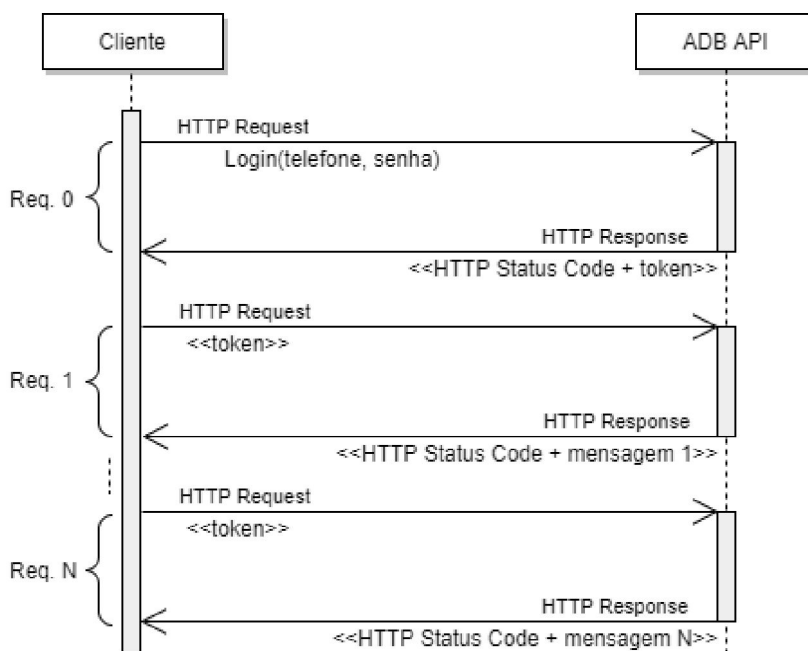 Cliente
ADB API
HTTP Request
Login(telefone, senha)
Req. 0
HTTP Response
<<HTTP Status Code + token>>
HTTP Request
<<token>>
Req. 1
HTTP Response
<<HTTP Status Code + mensagem 1>>
HTTP Request
<<token>>
Req. N
HTTP Response
<<HTTP Status Code + mensagem N>>